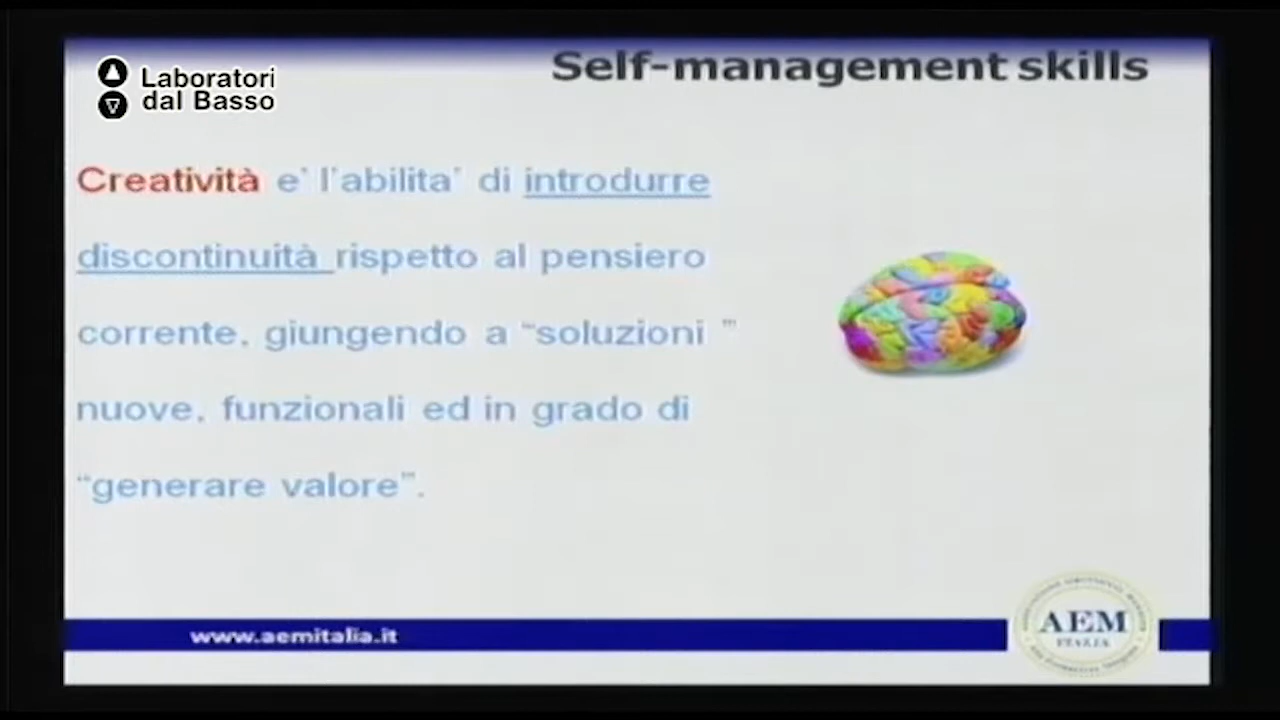 Laboratori
dal Basso
Self-management skills
Creatività e' l'abilita' di introdurre
discontinuità rispetto al pensiero
corrente, giungendo a “soluzioni ”
nuove, funzionali ed in grado di
“generare valore”.
www.aemitalia.it
AEM
ITALIA